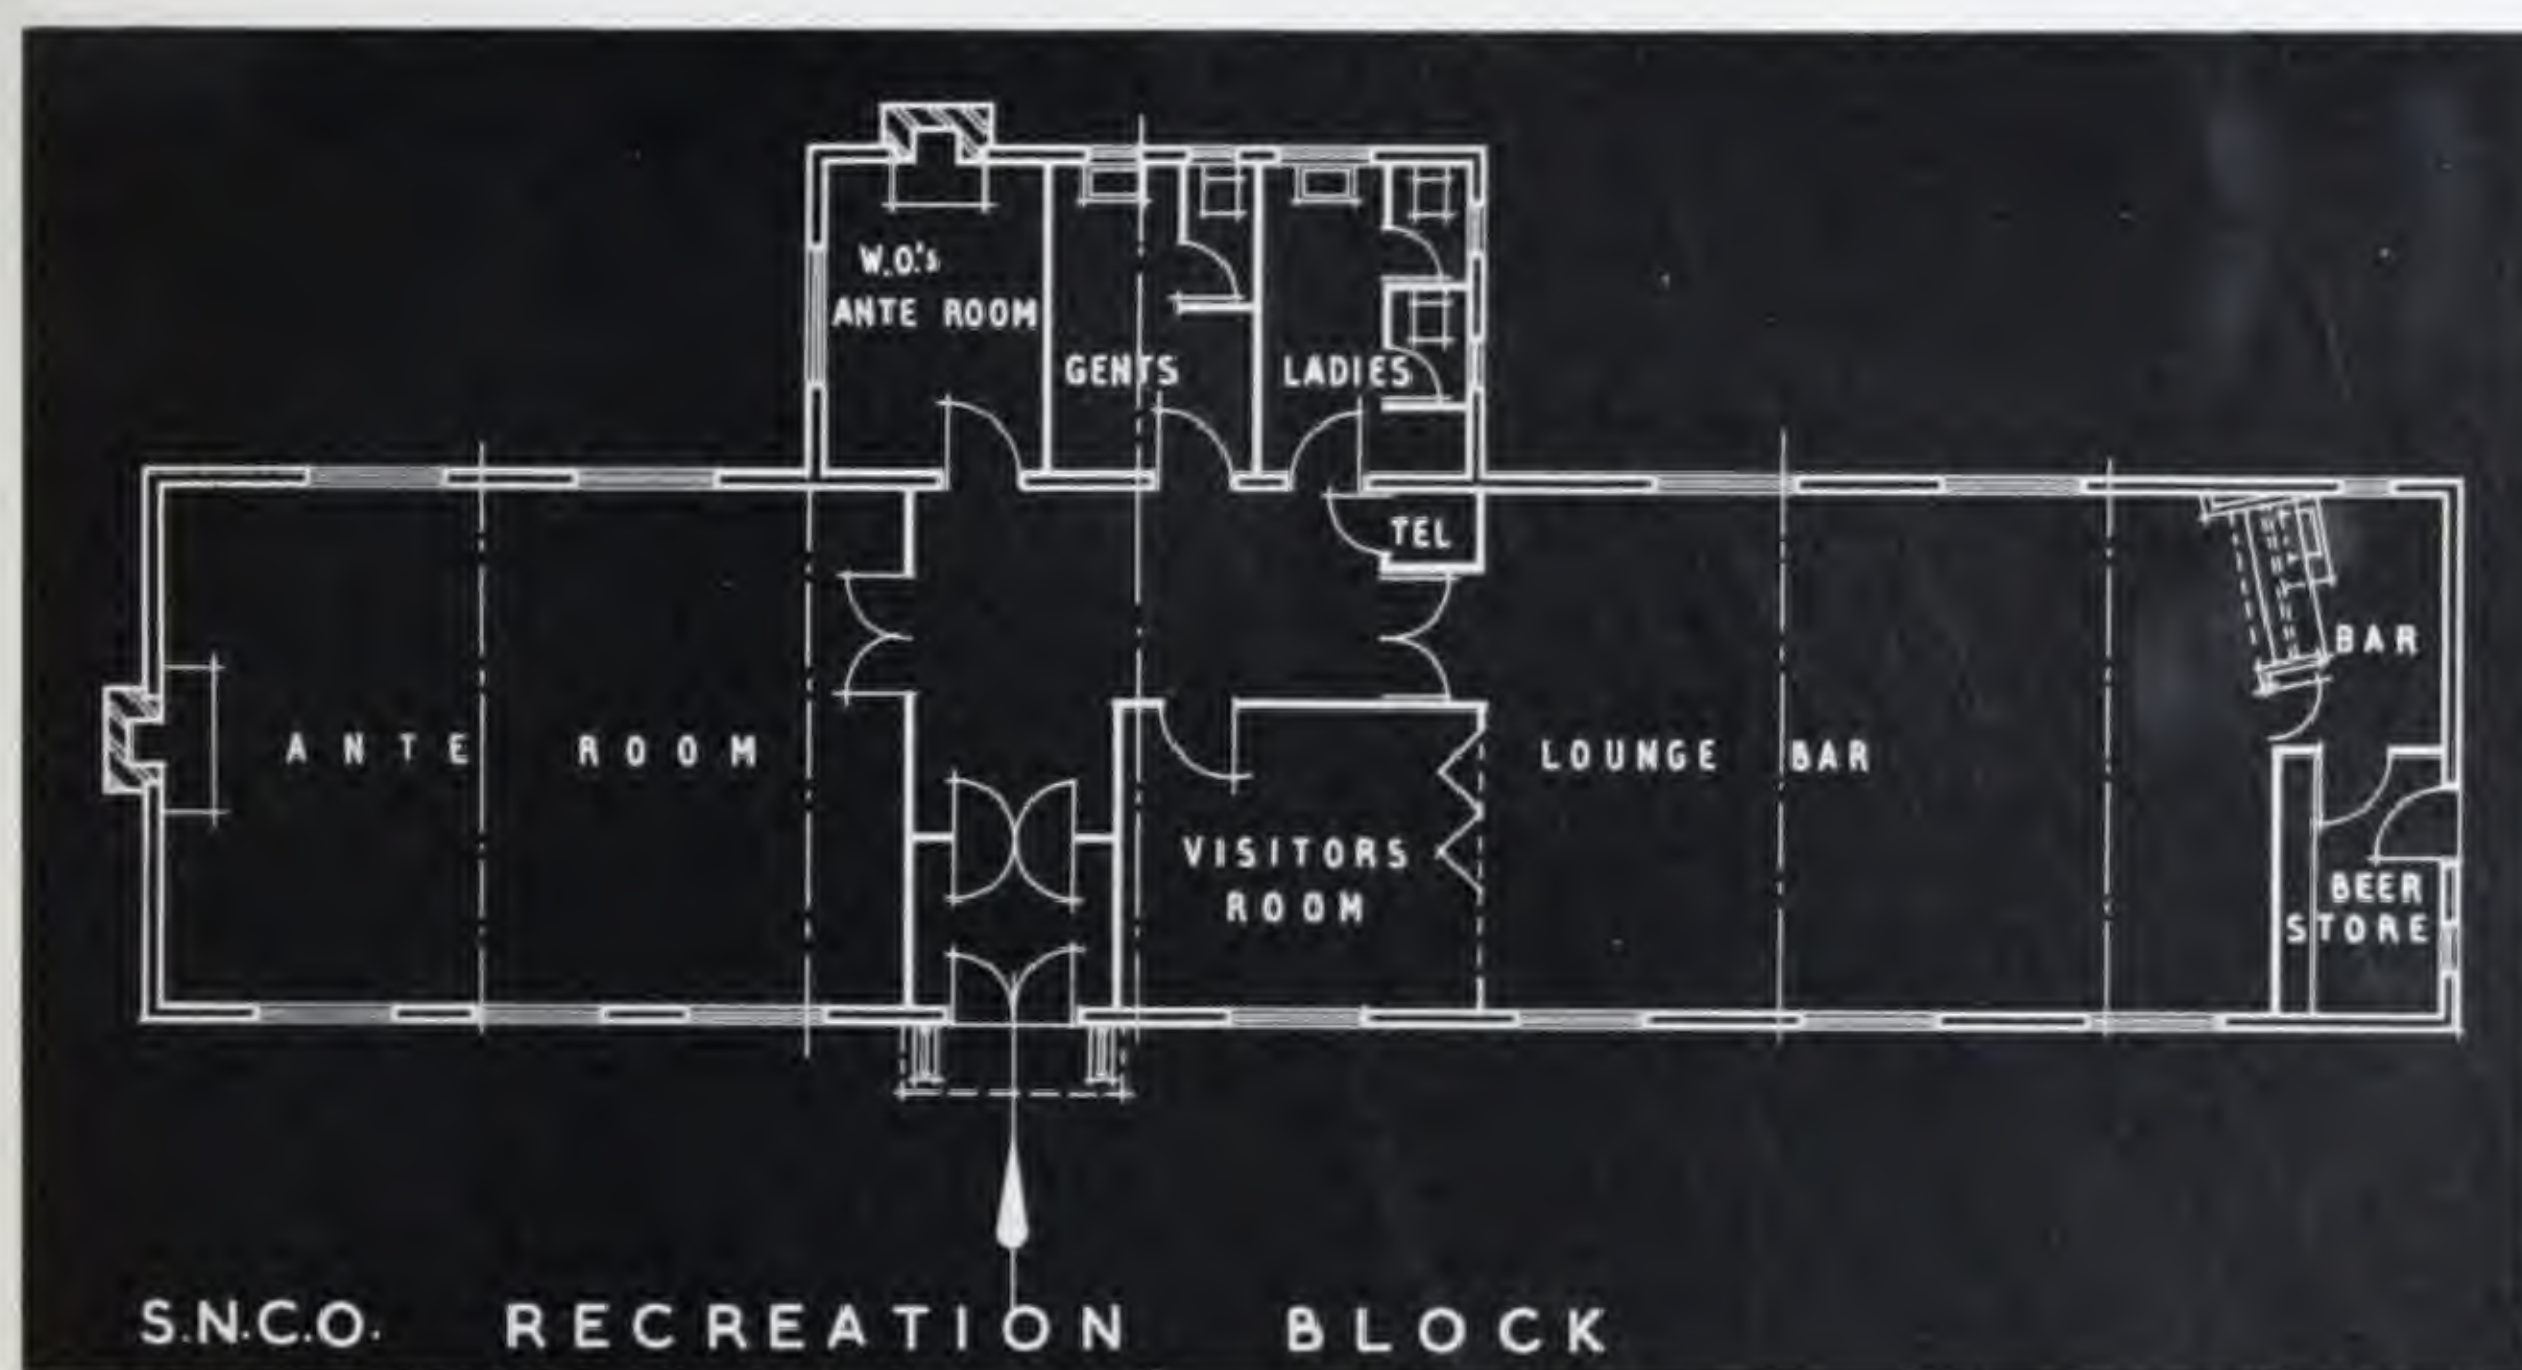 W.O.'s
ANTE ROOM
GENTS
LADIES
TEL
BAR
ANTE ROOM
LOUNGE BAR
VISITORS
ROOM
BEER
STORE
S.N.C.O. RECREATION BLOCK